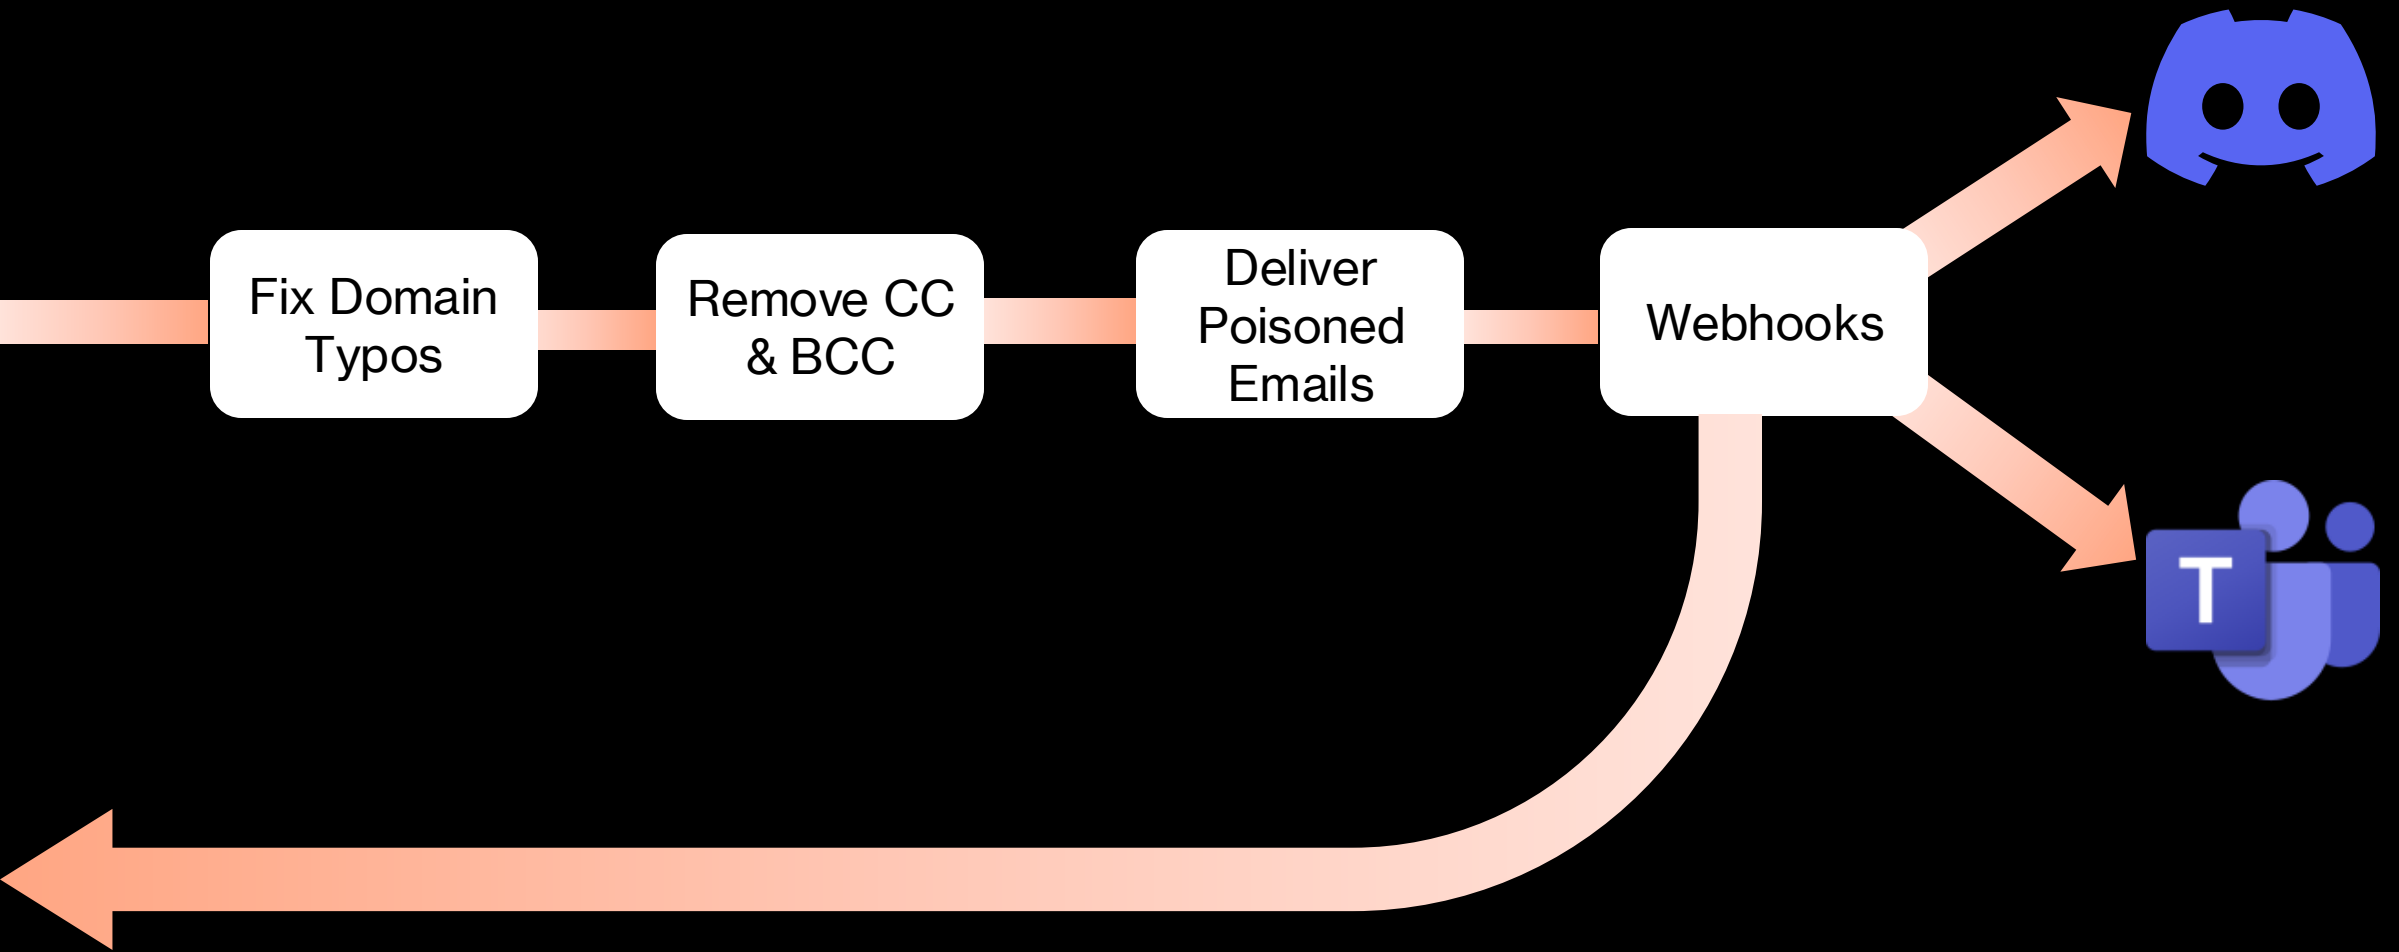 Fix Domain
Typos
Remove CC
& BCC
Deliver
Poisoned
Emails
Webhooks
T